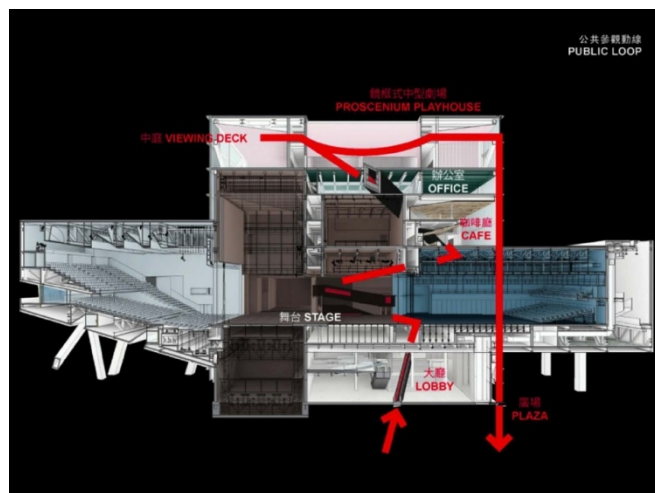 公共參觀動線
PUBLIC LOOP
鏡框式中型劇場
PROSCENIUM PLAYHOUSE
中庭 VIEWING DECK
辦公室
OFFICE
咖啡廳
CAFE
舞台 STAGE
大廳
LOBBY
廣場
PLAZA